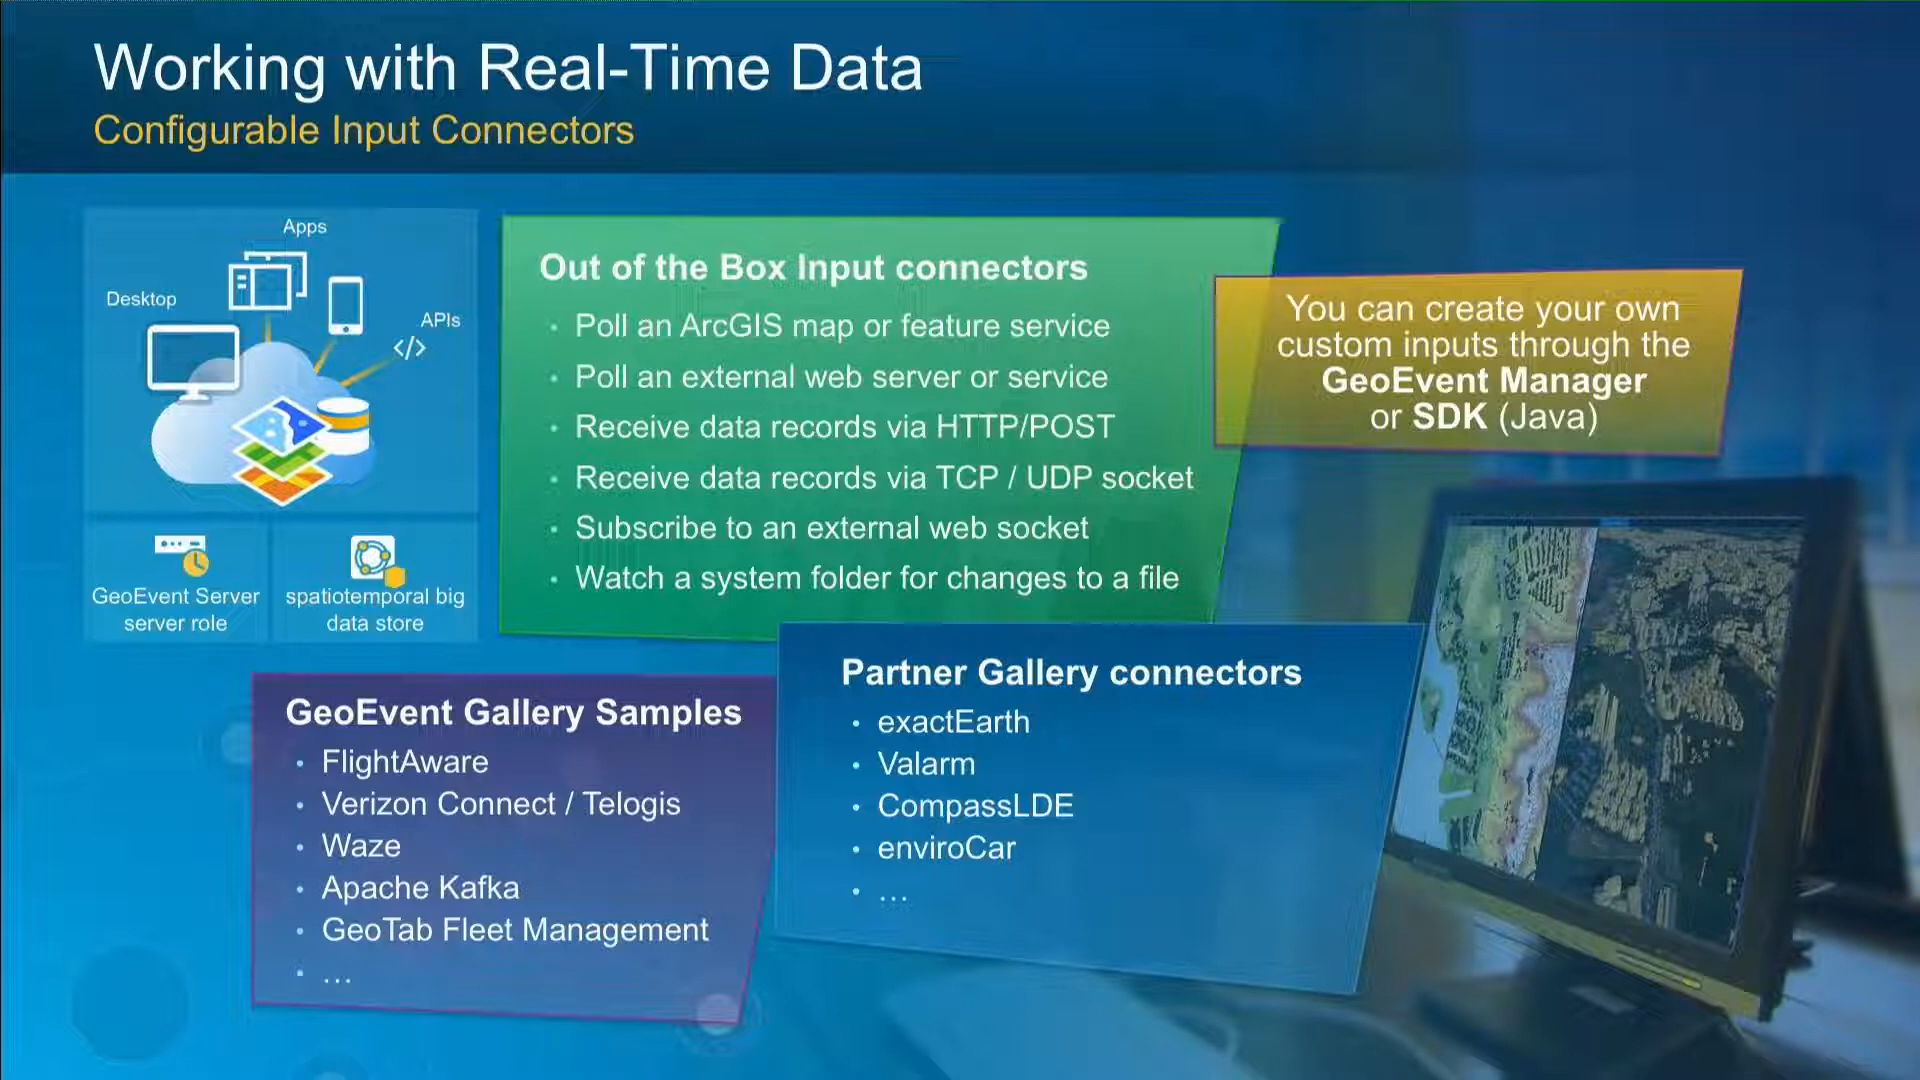 Working with Real-Time Data
Configurable Input Connectors
Apps
Desktop
APIs
</>
GeoEvent Server
server role
spatiotemporal big
data store
Out of the Box Input connectors
· Poll an ArcGIS map or feature service
· Poll an external web server or service
· Receive data records via HTTP/POST
· Receive data records via TCP / UDP socket
· Subscribe to an external web socket
· Watch a system folder for changes to a file
You can create your own
custom inputs through the
GeoEvent Manager
or SDK (Java)
GeoEvent Gallery Samples
· FlightAware
· Verizon Connect / Telogis
· Waze
· Apache Kafka
· GeoTab Fleet Management
· ...
Partner Gallery connectors
· exactEarth
· Valarm
· CompassLDE
· enviroCar
· ...